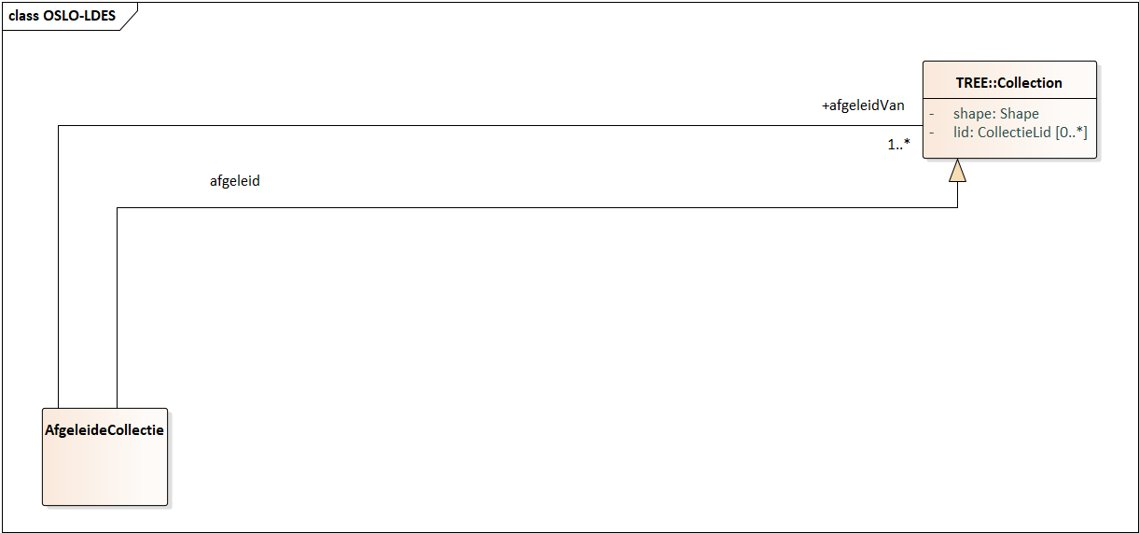 class OSLO-LDES
TREE::Collection
- shape: Shape
- lid: CollectieLid [0..*]
+afgeleidVan
1..*
afgeleid
AfgeleideCollectie